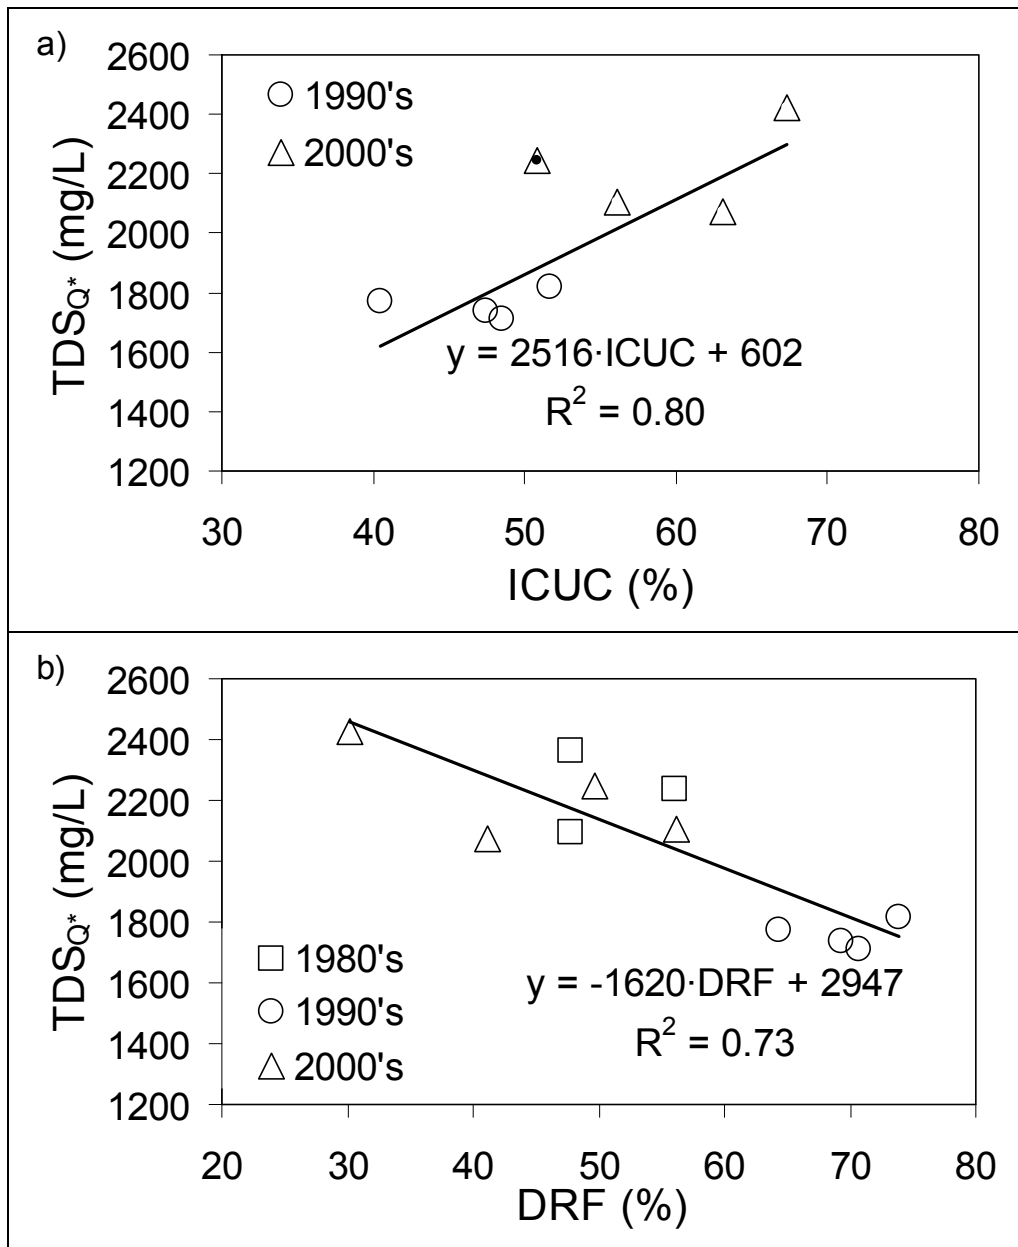 a)
2600
2400
2200
2000
1800
1600
1400
1200
TDSQ* (mg/L)
1990's
2000's
y = 2516·ICUC + 602
R2 = 0.80
30 40 50 60 70 80
ICUC (%)
b)
2600
2400
2200
2000
1800
1600
1400
1200
TDSQ* (mg/L)
1980's
1990's
2000's
y = -1620·DRF + 2947
R2 = 0.73
20 30 40 50 60 70 80
DRF (%)